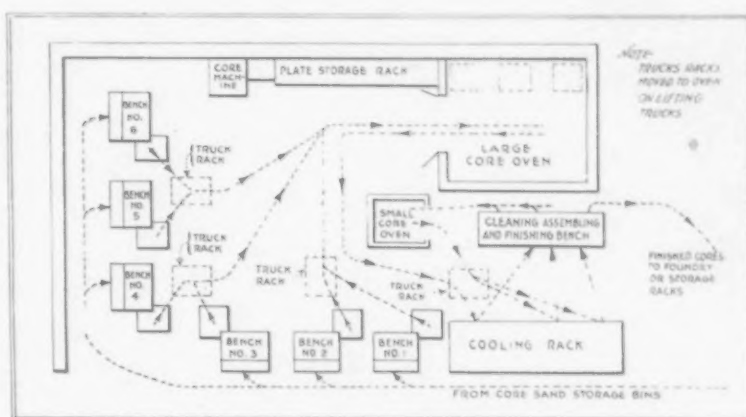 NOTE-
TRUCKS RACKS
MOVED TO OVEN
ON LIFTING
TRUCKS
CORE
MACH-
INE
PLATE STORAGE RACK
BENCH
NO.
6
TRUCK
RACK
LARGE
CORE OVEN
BENCH
NO.
5
SMALL
CORE
OVEN
CLEANING ASSEMBLING
AND FINISHING BENCH
TRUCK
RACK
FINISHED CORES
TO FOUNDRY
OR STORAGE
RACKS
BENCH
NO.
4
TRUCK
RACK
TRUCK
RACK
BENCH
NO. 3
BENCH
NO. 2
BENCH
NO. 1
COOLING RACK
FROM CORE SAND STORAGE BINS